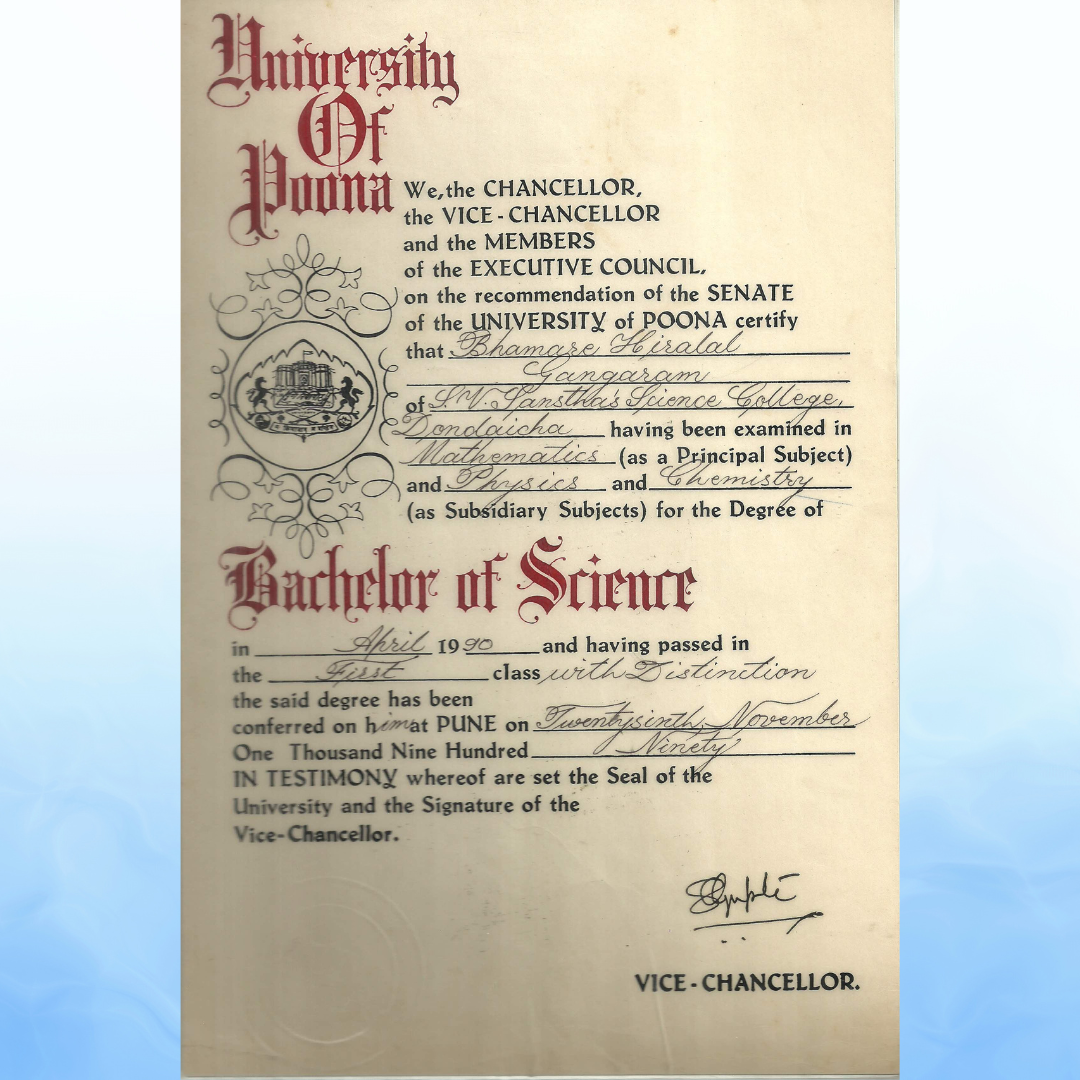 University
Of
Poona
We, the CHANCELLOR,
the VICE-CHANCELLOR
and the MEMBERS
of the EXECUTIVE COUNCIL,
on the recommendation of the SENATE
of the UNIVERSITY of POONA certify
that Bhamare Hiralal
Gangaram
of S.V. Sanstha's Science College,
Dondaicha having been examined in
Mathematics (as a Principal Subject)
and Physics and Chemistry
(as Subsidiary Subjects) for the Degree of
Bachelor of Science
in April 1990 and having passed in
the First class with Distinction
the said degree has been
conferred on him at PUNE on Twentysixth November
One Thousand Nine Hundred Ninety
IN TESTIMONY whereof are set the Seal of the
University and the Signature of the
Vice-Chancellor.
VICE-CHANCELLOR.